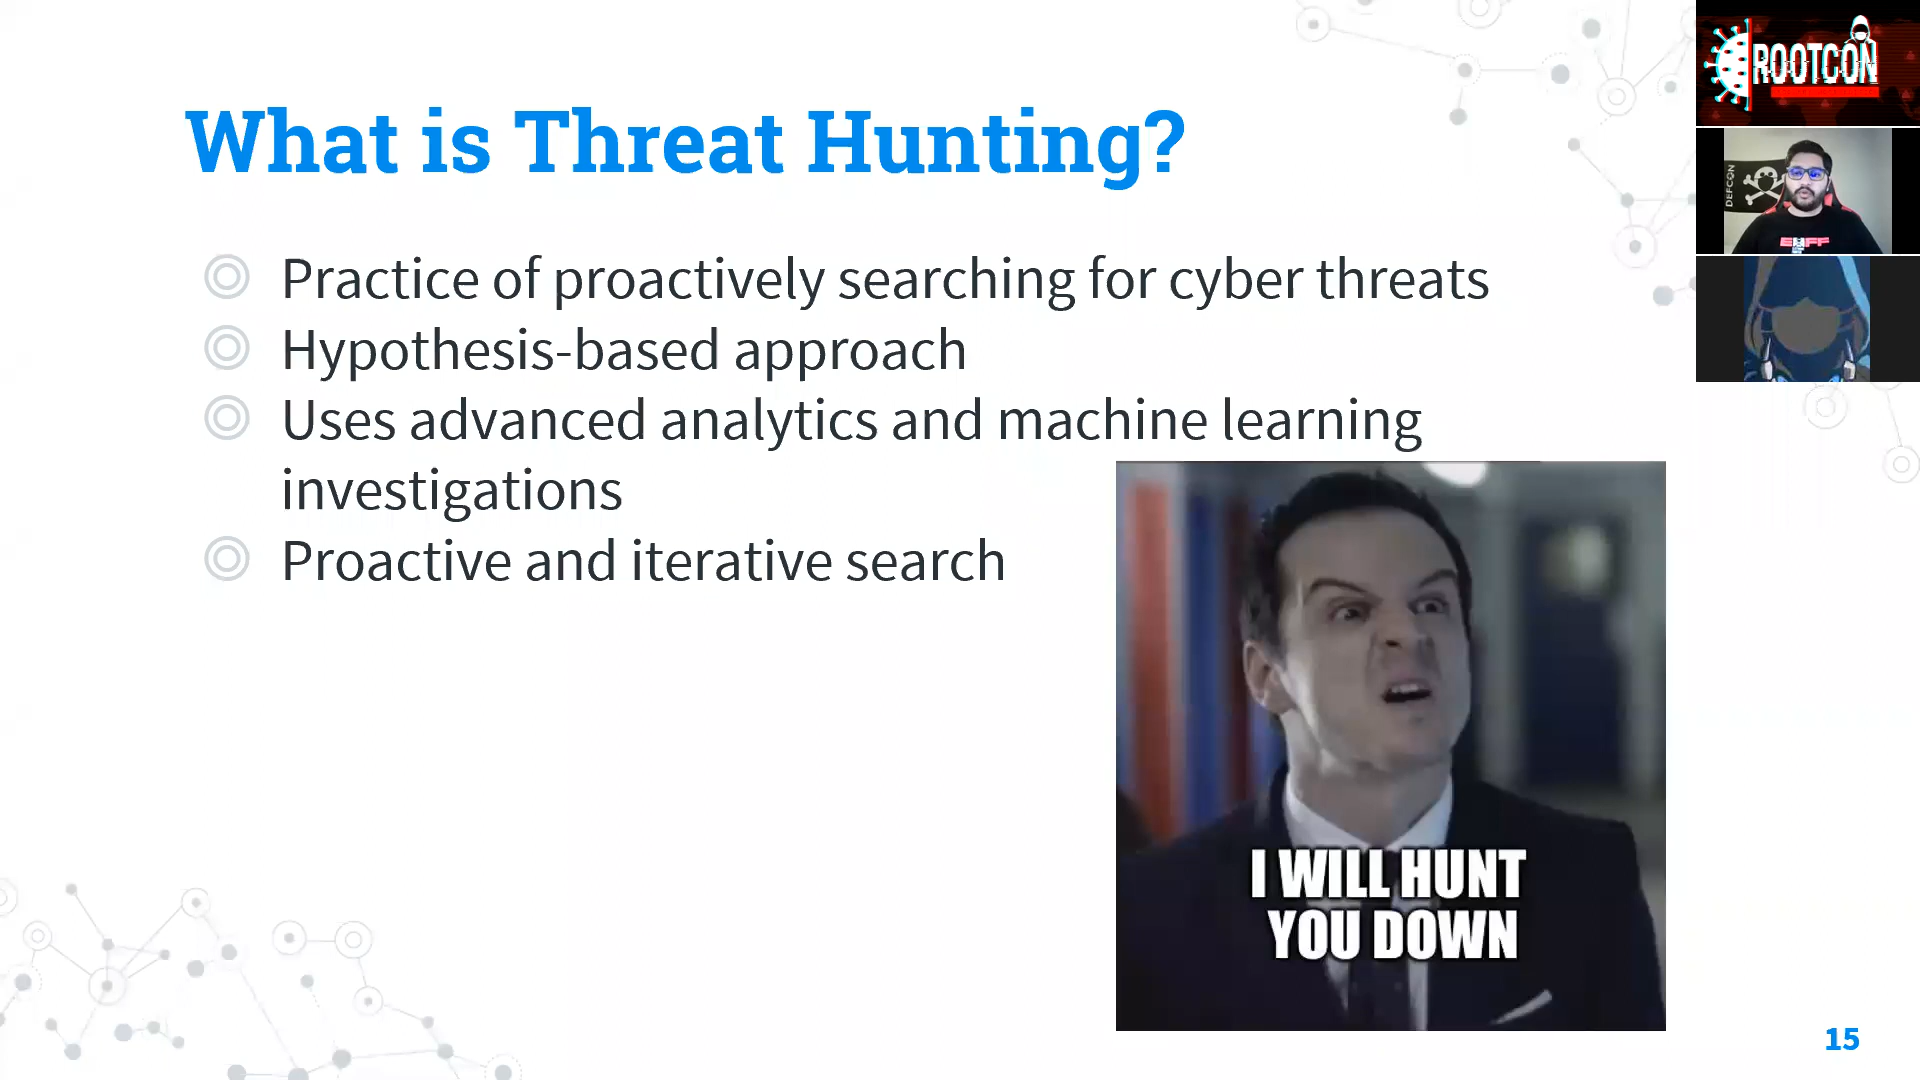 What is Threat Hunting?
Practice of proactively searching for cyber threats
Hypothesis-based approach
Uses advanced analytics and machine learning
investigations
Proactive and iterative search
I WILL HUNT
YOU DOWN
15
ROOTCON
DEFCON